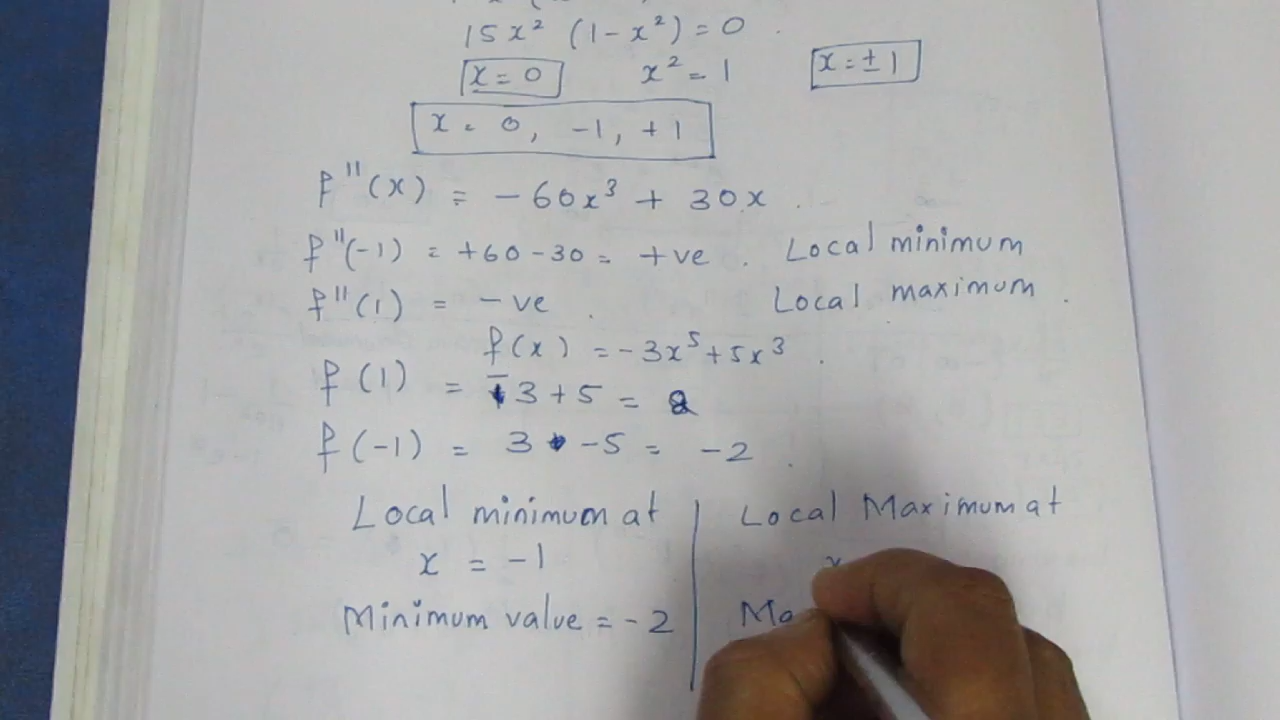 15x² (1-x²) = 0
x = 0 x² = 1 x = ± 1
x = 0, -1, +1
f"(x) = -60x³ + 30x
f"(-1) = +60 -30 = +ve. Local minimum
f"(1) = -ve. Local maximum.
f(x) = -3x⁵+5x³.
f(1) = -3+5 = 2
f(-1) = 3 -5 = -2.
Local minimum at Local Maximum at
x = -1 x
Minimum value = -2 Ma